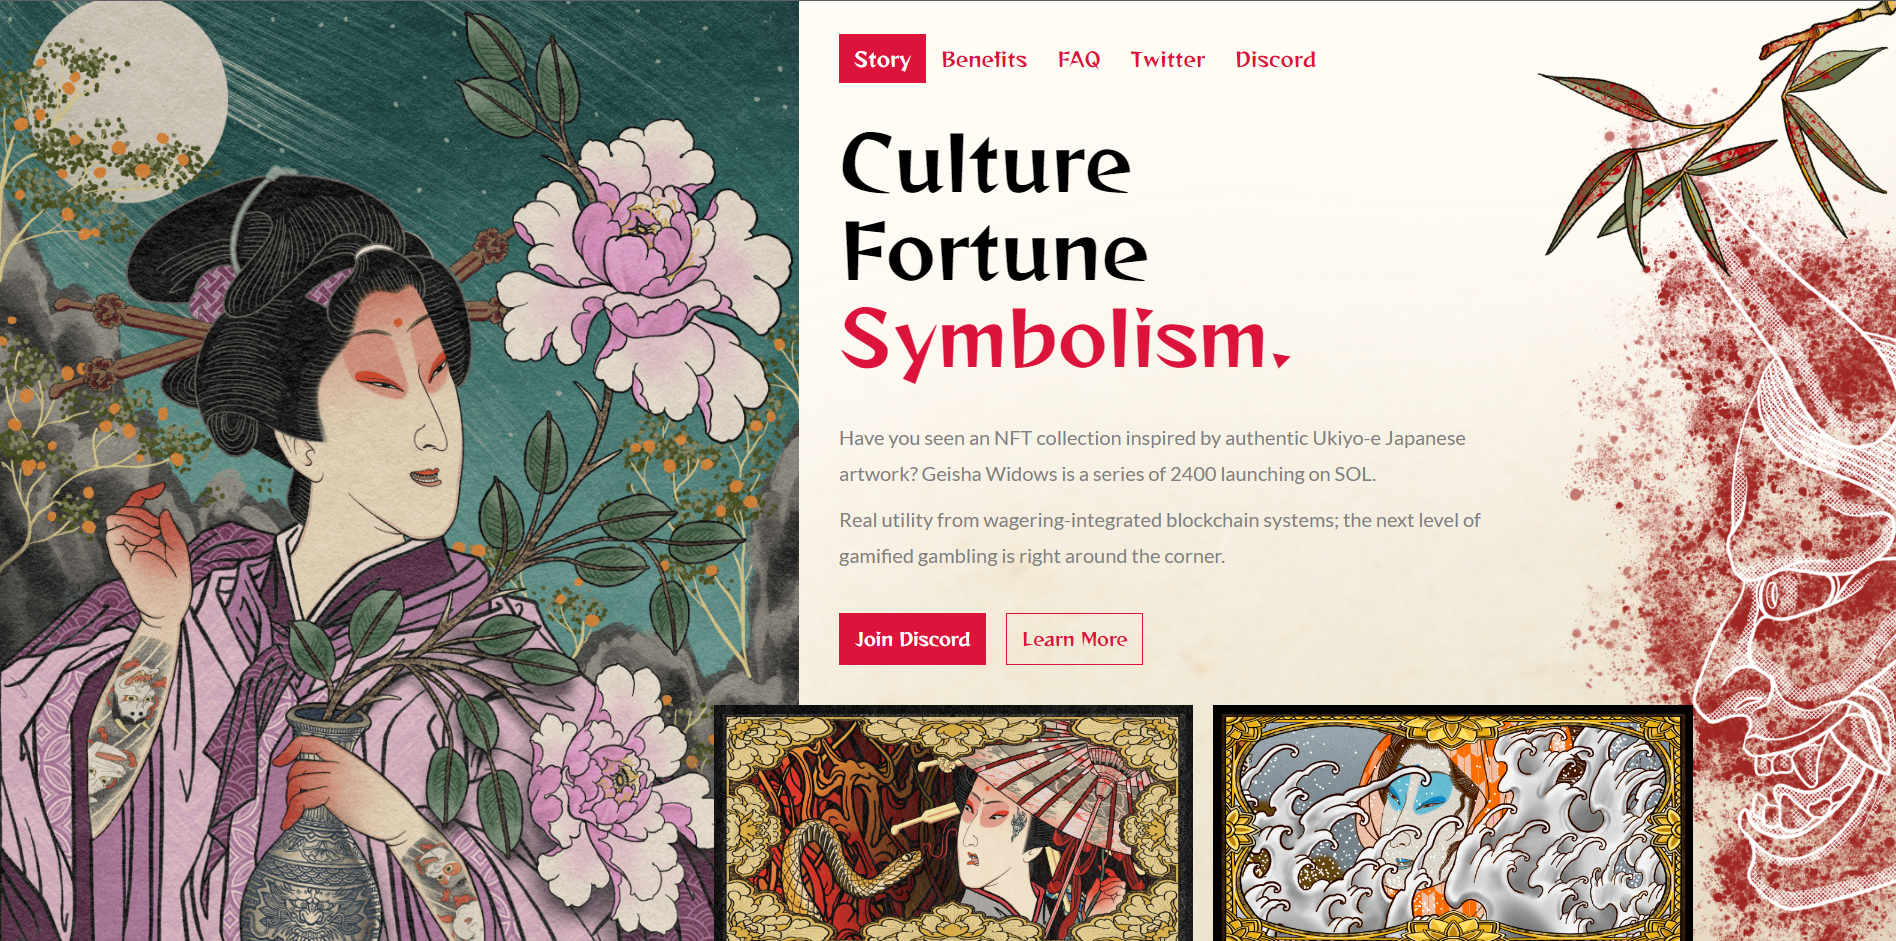 Story Benefits FAQ Twitter Discord
Culture
Fortune
Symbolism.
Have you seen an NFT collection inspired by authentic Ukiyo-e Japanese
artwork? Geisha Widows is a series of 2400 launching on SOL.
Real utility from wagering-integrated blockchain systems; the next level of
gamified gambling is right around the corner.
Join Discord Learn More